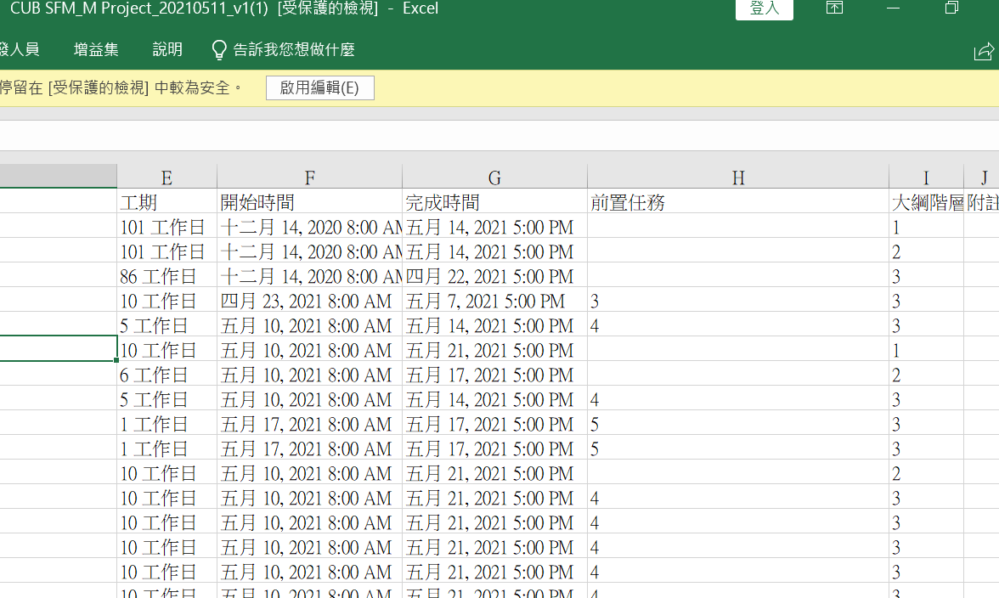 CUB SFM_M Project_20210511_v1(1) [受保護的檢視] - Excel 登入
發人員 增益集 說明 告訴我您想做什麼
停留在 [受保護的檢視] 中較為安全。 啟用編輯(E)
E F G H I J
工期 開始時間 完成時間 前置任務 大綱階層 附註
101 工作日 十二月 14, 2020 8:00 AM 五月 14, 2021 5:00 PM 1
101 工作日 十二月 14, 2020 8:00 AM 五月 14, 2021 5:00 PM 2
86 工作日 十二月 14, 2020 8:00 AM 四月 22, 2021 5:00 PM 3
10 工作日 四月 23, 2021 8:00 AM 五月 7, 2021 5:00 PM 3 3
5 工作日 五月 10, 2021 8:00 AM 五月 14, 2021 5:00 PM 4 3
10 工作日 五月 10, 2021 8:00 AM 五月 21, 2021 5:00 PM 1
6 工作日 五月 10, 2021 8:00 AM 五月 17, 2021 5:00 PM 2
5 工作日 五月 10, 2021 8:00 AM 五月 14, 2021 5:00 PM 4 3
1 工作日 五月 17, 2021 8:00 AM 五月 17, 2021 5:00 PM 5 3
1 工作日 五月 17, 2021 8:00 AM 五月 17, 2021 5:00 PM 5 3
10 工作日 五月 10, 2021 8:00 AM 五月 21, 2021 5:00 PM 2
10 工作日 五月 10, 2021 8:00 AM 五月 21, 2021 5:00 PM 4 3
10 工作日 五月 10, 2021 8:00 AM 五月 21, 2021 5:00 PM 4 3
10 工作日 五月 10, 2021 8:00 AM 五月 21, 2021 5:00 PM 4 3
10 工作日 五月 10, 2021 8:00 AM 五月 21, 2021 5:00 PM 4 3
10 工作日 五月 10, 2021 8:00 AM 五月 21, 2021 5:00 PM 4 3